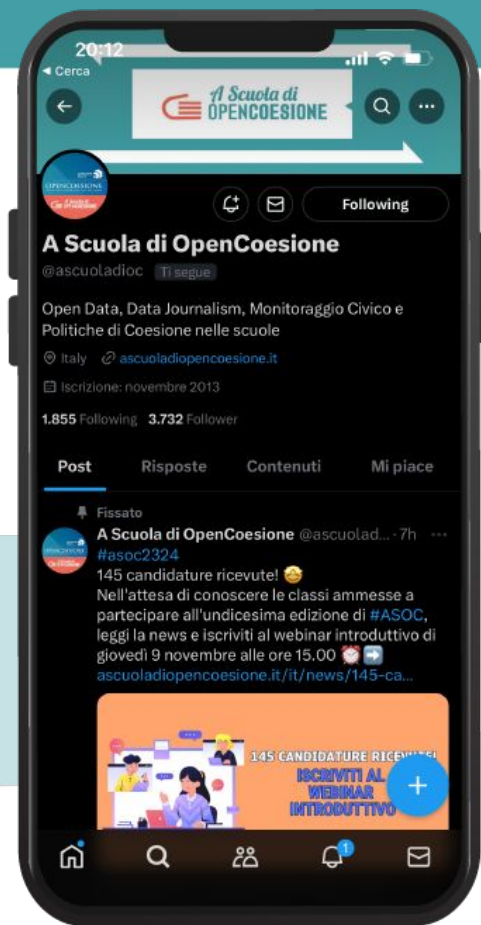 20:12
◀ Cerca
A Scuola di
OPENCOESIONE
OPENCOESIONE
Following
A Scuola di OpenCoesione
@ascuoladioc Ti segue
Open Data, Data Journalism, Monitoraggio Civico e
Politiche di Coesione nelle scuole
Italy ascuoladiopencoesione.it
Iscrizione: novembre 2013
1.855 Following 3.732 Follower
Post Risposte Contenuti Mi piace
Fissato
A Scuola di OpenCoesione @ascuolad... · 7h
#asoc2324
145 candidature ricevute! 🤩
Nell'attesa di conoscere le classi ammesse a
partecipare all'undicesima edizione di #ASOC,
leggi la news e iscriviti al webinar introduttivo di
giovedì 9 novembre alle ore 15.00 ⏰➡️
ascuoladiopencoesione.it/it/news/145-ca...
145 CANDIDATURE RICEVUTE!
ISCRIVITI AL
WEBINAR
INTRODUTTIVO
1